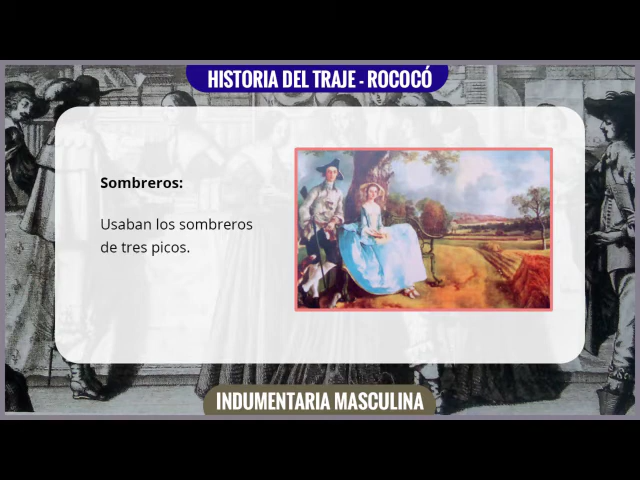 HISTORIA DEL TRAJE - ROCOCÓ
Sombreros:
Usaban los sombreros
de tres picos.
INDUMENTARIA MASCULINA